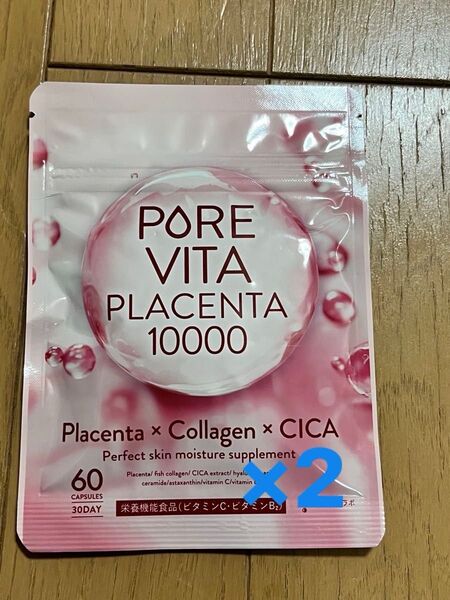 PORE
VITA
PLACENTA
10000
Placenta × Collagen × CICA
Perfect skin moisture supplement
Placenta/ fish collagen/ CICA extract/
ceramide/astaxanthin/vitamin C/vitamin
60
CAPSULES
30DAY
栄養機能食品(ビタミンC・ビタミンB₂)
ラボ
×2